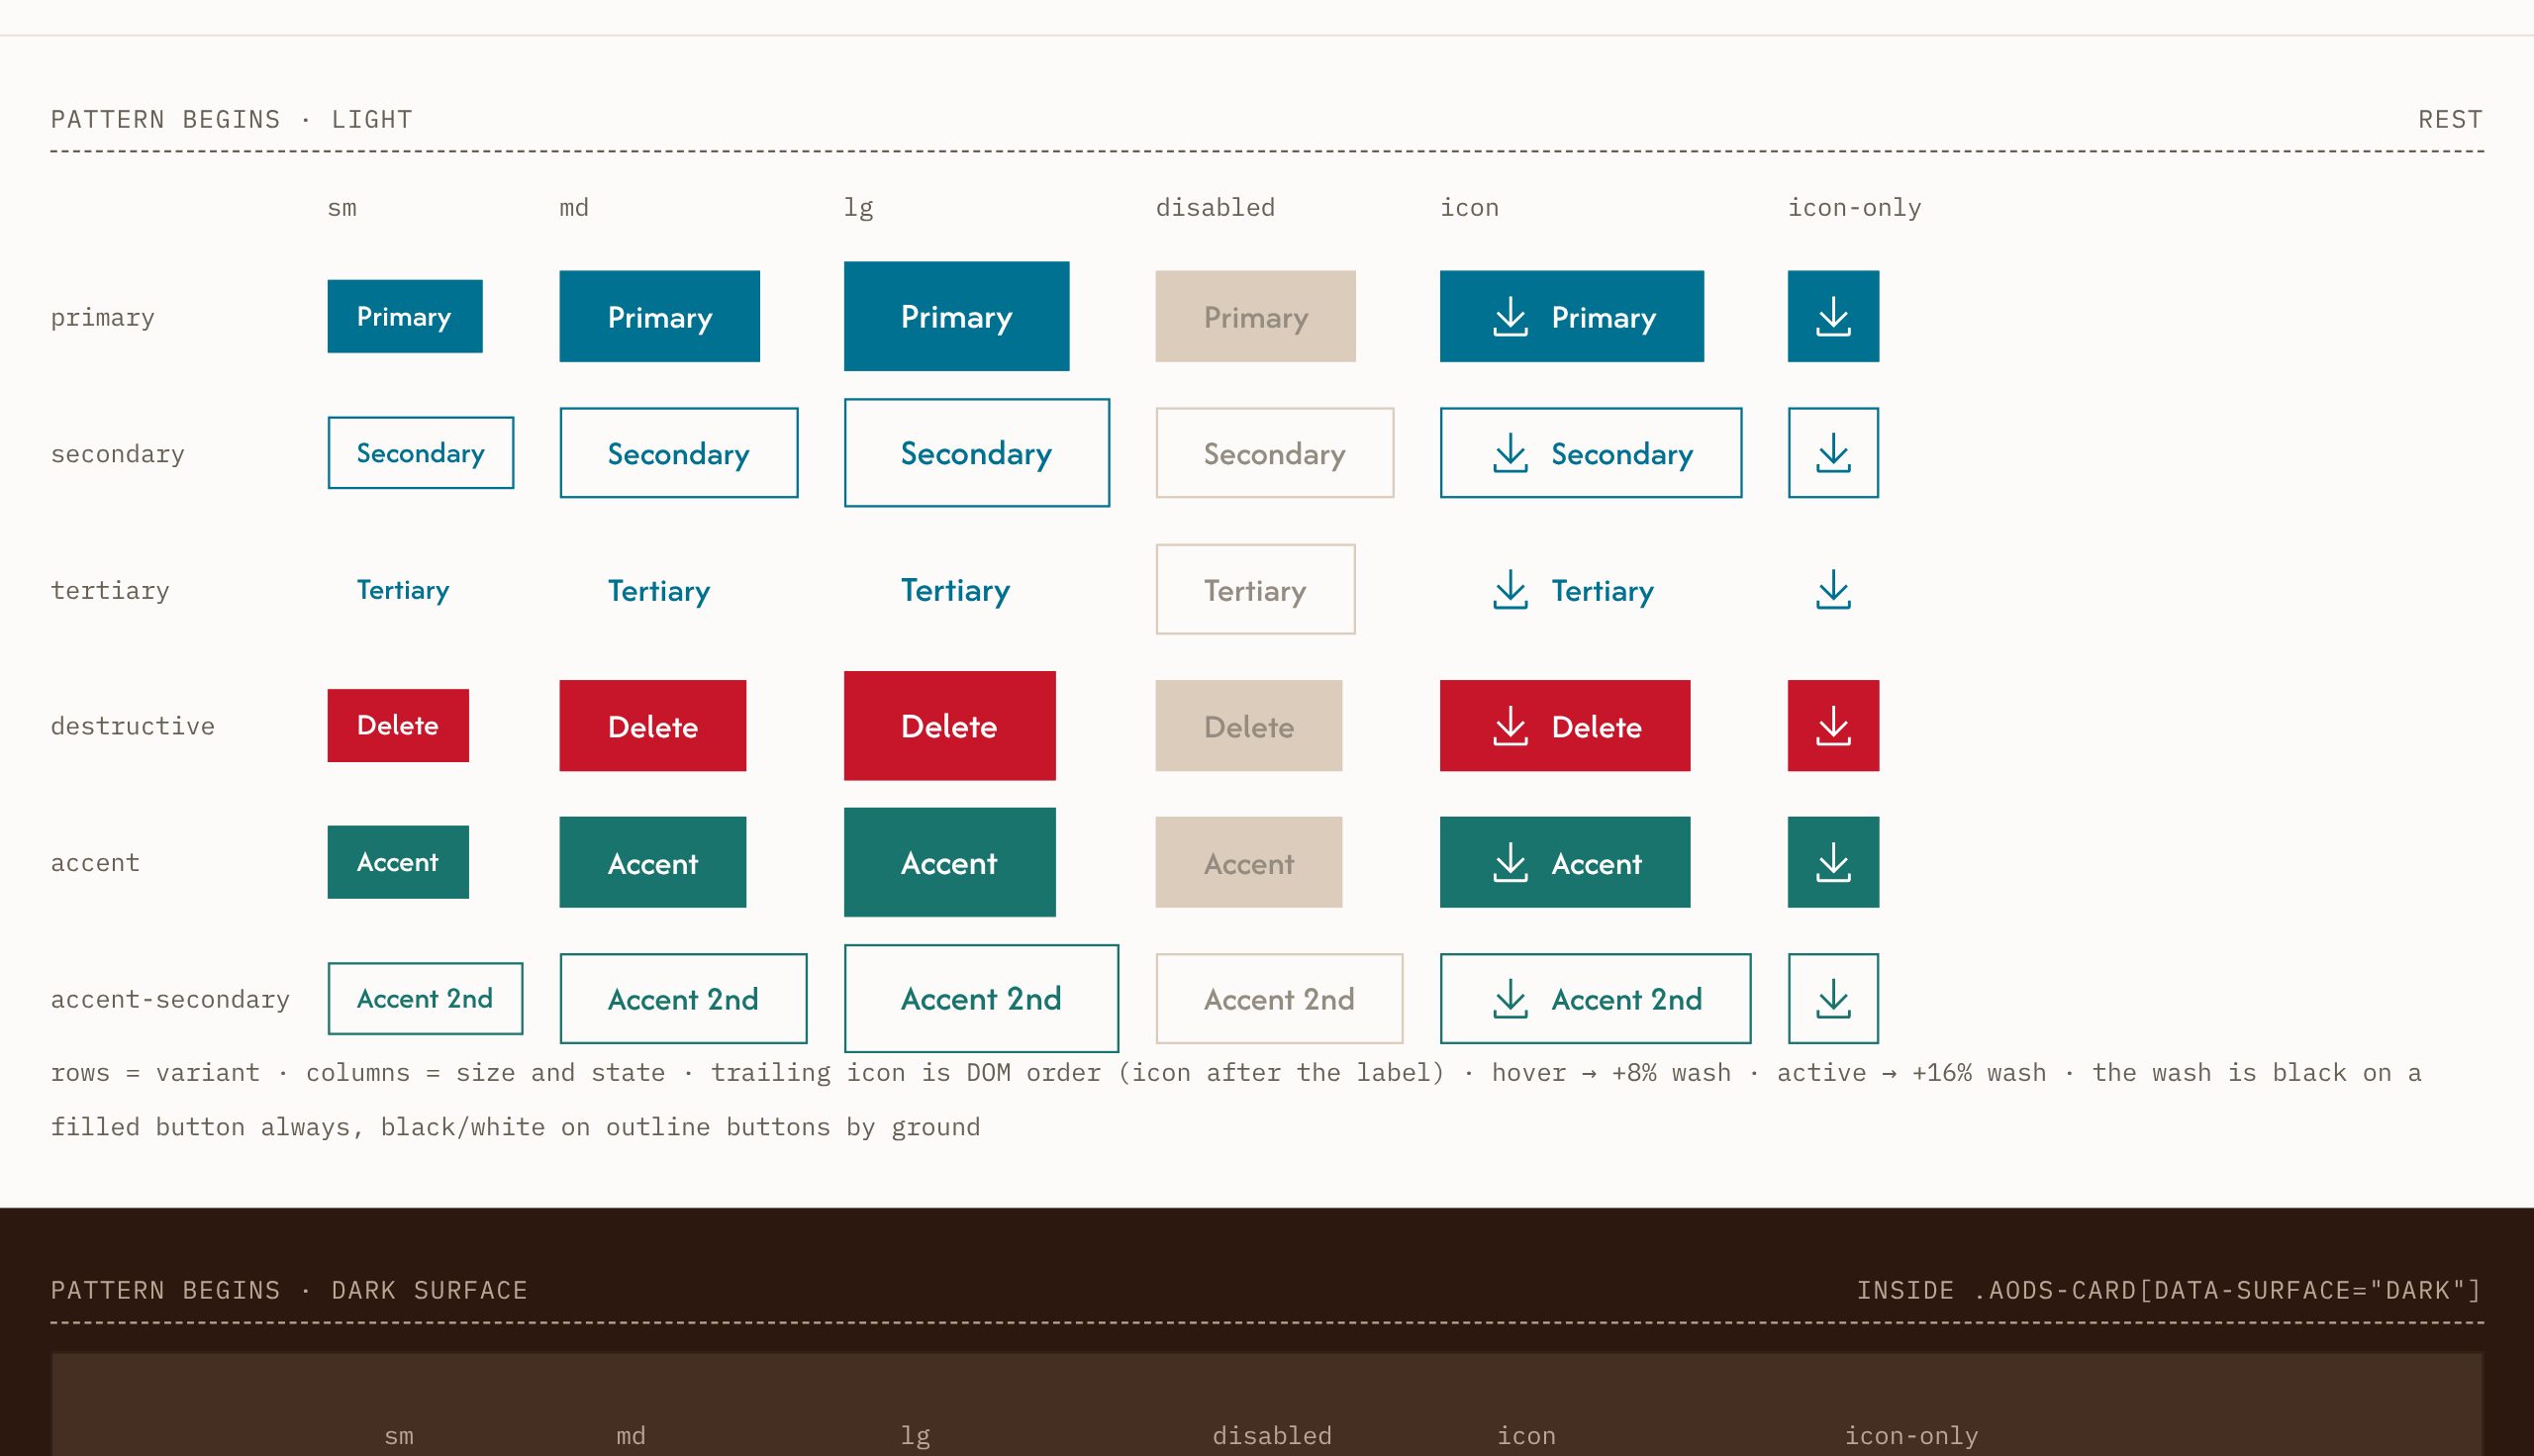 PATTERN BEGINS · LIGHT REST
sm md lg disabled icon icon-only
primary Primary Primary Primary Primary Primary
secondary Secondary Secondary Secondary Secondary Secondary
tertiary Tertiary Tertiary Tertiary Tertiary Tertiary
destructive Delete Delete Delete Delete Delete
accent Accent Accent Accent Accent Accent
accent-secondary Accent 2nd Accent 2nd Accent 2nd Accent 2nd Accent 2nd
rows = variant · columns = size and state · trailing icon is DOM order (icon after the label) · hover → +8% wash · active → +16% wash · the wash is black on a
filled button always, black/white on outline buttons by ground
PATTERN BEGINS · DARK SURFACE INSIDE .AODS-CARD[DATA-SURFACE="DARK"]
sm md lg disabled icon icon-only